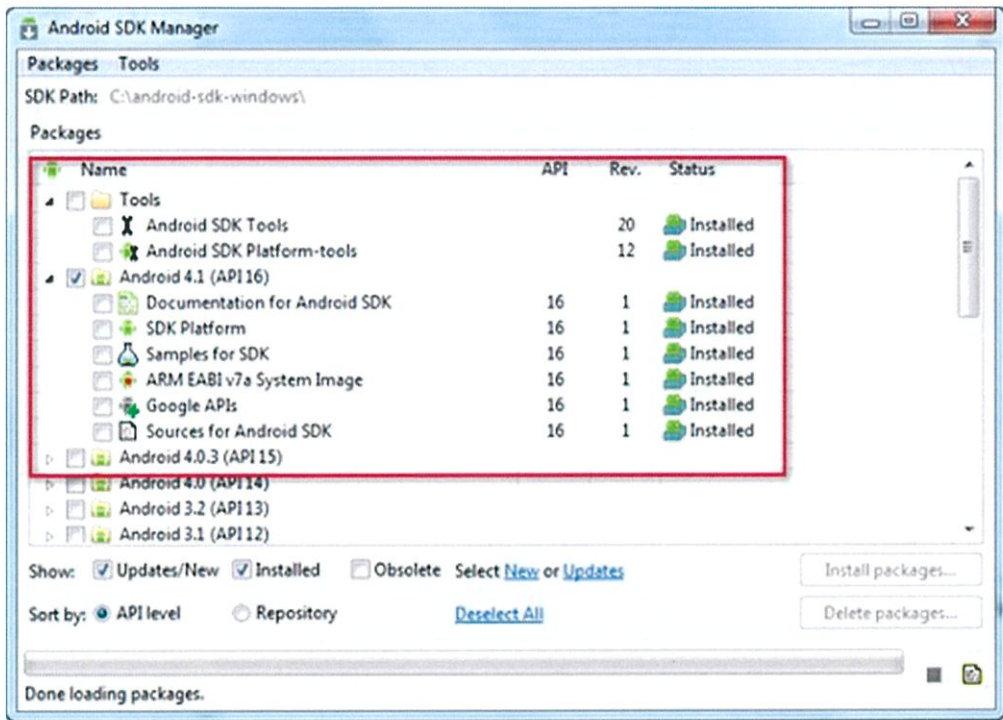 Android SDK Manager
Packages Tools
SDK Path: C:\android-sdk-windows\
Packages
Name API Rev. Status
Tools
Android SDK Tools 20 Installed
Android SDK Platform-tools 12 Installed
Android 4.1 (API 16)
Documentation for Android SDK 16 1 Installed
SDK Platform 16 1 Installed
Samples for SDK 16 1 Installed
ARM EABI v7a System Image 16 1 Installed
Google APIs 16 1 Installed
Sources for Android SDK 16 1 Installed
Android 4.0.3 (API 15)
Android 4.0 (API 14)
Android 3.2 (API 13)
Android 3.1 (API 12)
Show: Updates/New Installed Obsolete Select New or Updates Install packages...
Sort by: API level Repository Deselect All Delete packages...
Done loading packages.